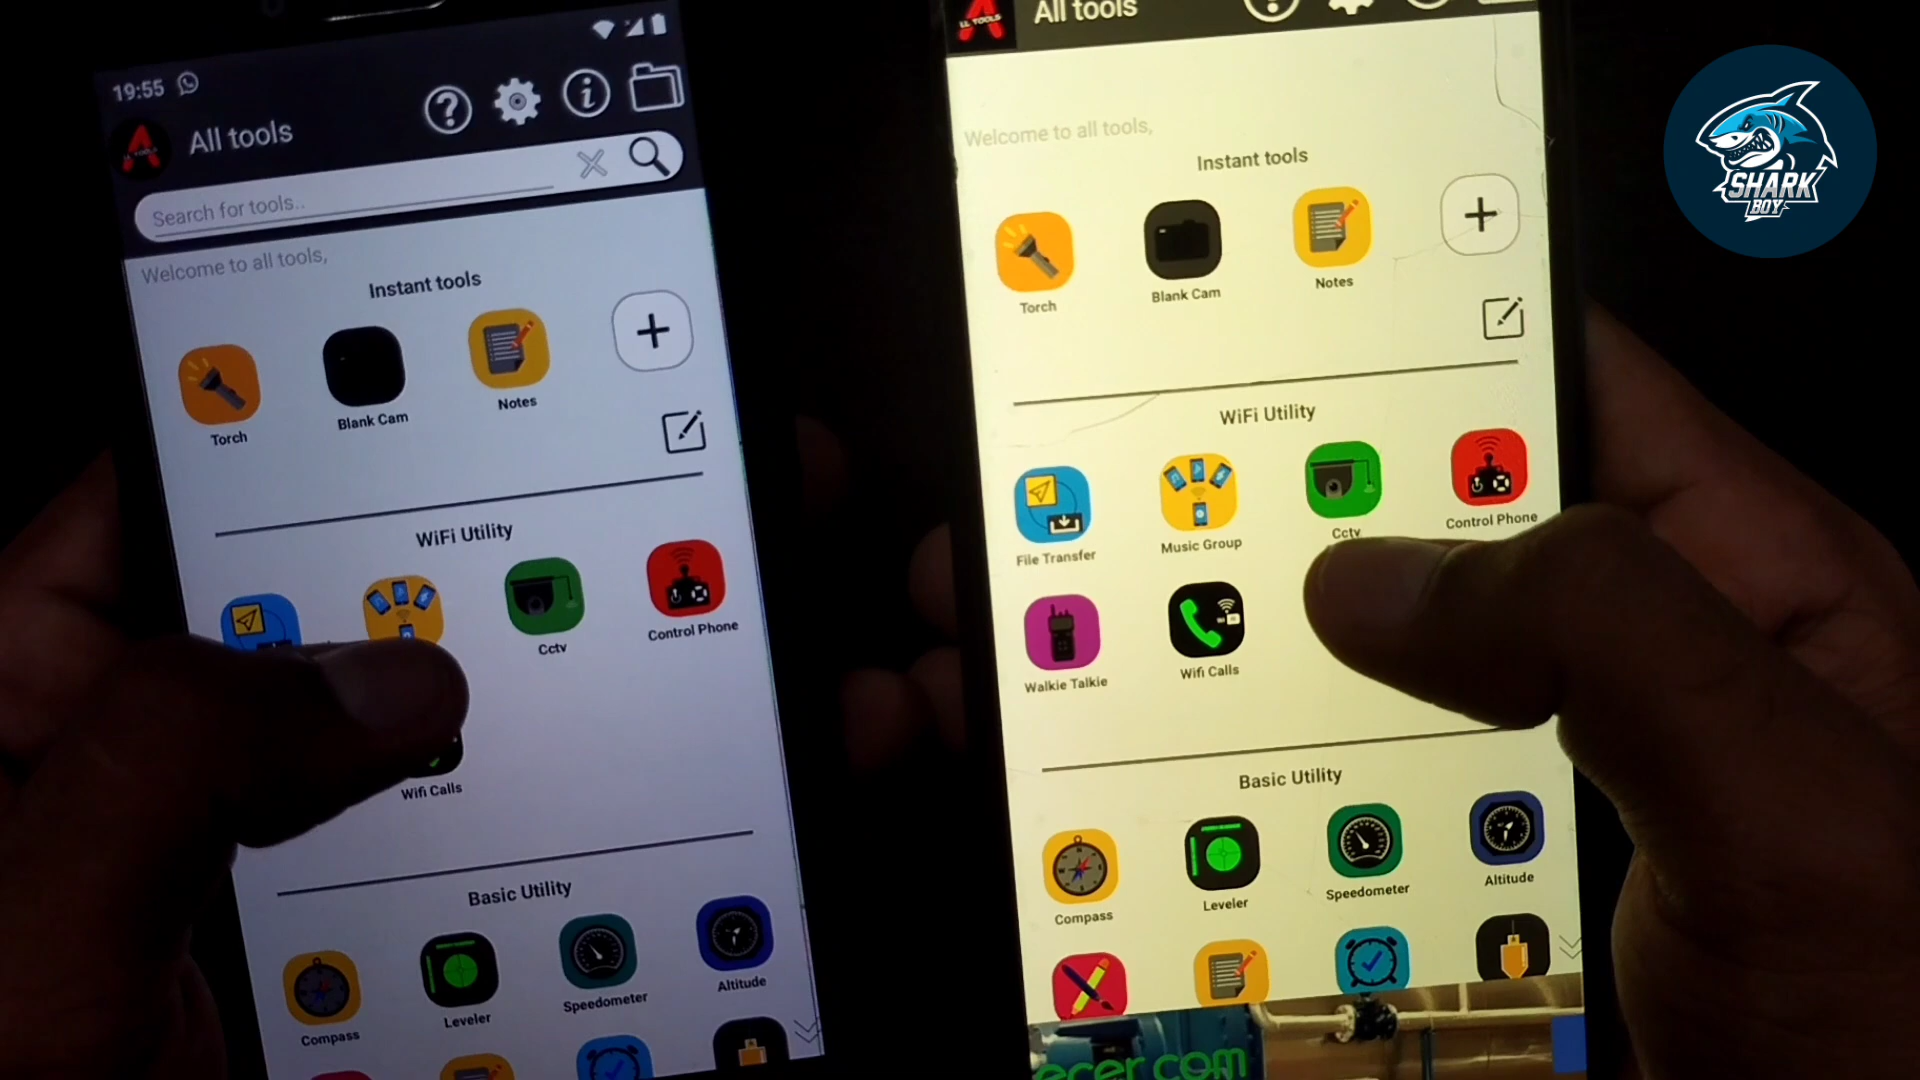 19:55
All tools
Search for tools..
Welcome to all tools,
Instant tools
Torch
Blank Cam
Notes
WiFi Utility
Cctv
Control Phone
Wifi Calls
Basic Utility
Compass
Leveler
Speedometer
Altitude
All tools
Welcome to all tools,
Instant tools
Torch
Blank Cam
Notes
WiFi Utility
File Transfer
Music Group
Cctv
Control Phone
Walkie Talkie
Wifi Calls
Basic Utility
Compass
Leveler
Speedometer
Altitude
ecer.com
SHARK
BOY